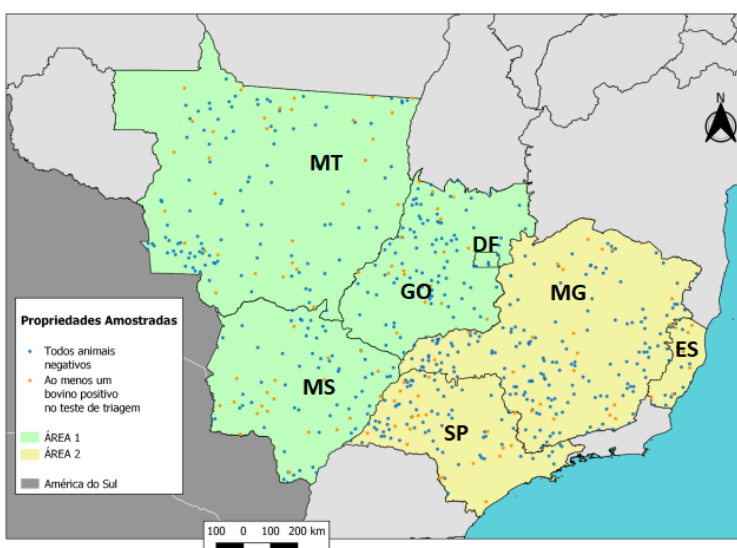 N
MT
DF
GO
MG
ES
MS
SP
Propriedades Amostradas
Todos animais
negativos
Ao menos um
bovino positivo
no teste de triagem
ÁREA 1
ÁREA 2
América do Sul
100 0 100 200 km